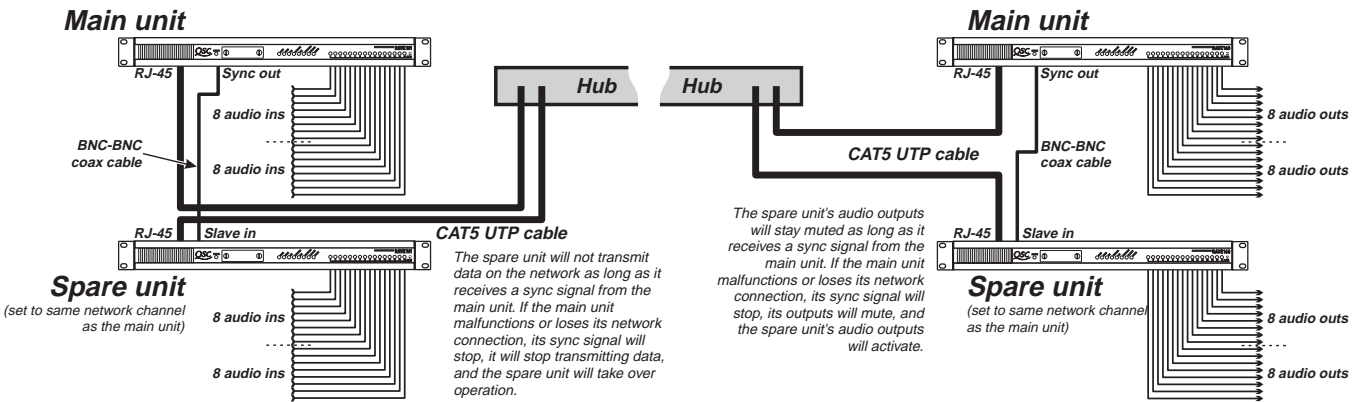 Main unit
QSC
RJ-45
Sync out
8 audio ins
8 audio ins
BNC-BNC
coax cable
RJ-45
Slave in
QSC
Spare unit
(set to same network channel
as the main unit)
8 audio ins
8 audio ins
Hub
Hub
CAT5 UTP cable
The spare unit will not transmit
data on the network as long as it
receives a sync signal from the
main unit. If the main unit
malfunctions or loses its network
connection, its sync signal will
stop, it will stop transmitting data,
and the spare unit will take over
operation.
CAT5 UTP cable
The spare unit's audio outputs
will stay muted as long as it
receives a sync signal from the
main unit. If the main unit
malfunctions or loses its network
connection, its sync signal will
stop, its outputs will mute, and
the spare unit's audio outputs
will activate.
Main unit
QSC
RJ-45
Sync out
8 audio outs
8 audio outs
BNC-BNC
coax cable
RJ-45
Slave in
QSC
Spare unit
(set to same network channel
as the main unit)
8 audio outs
8 audio outs